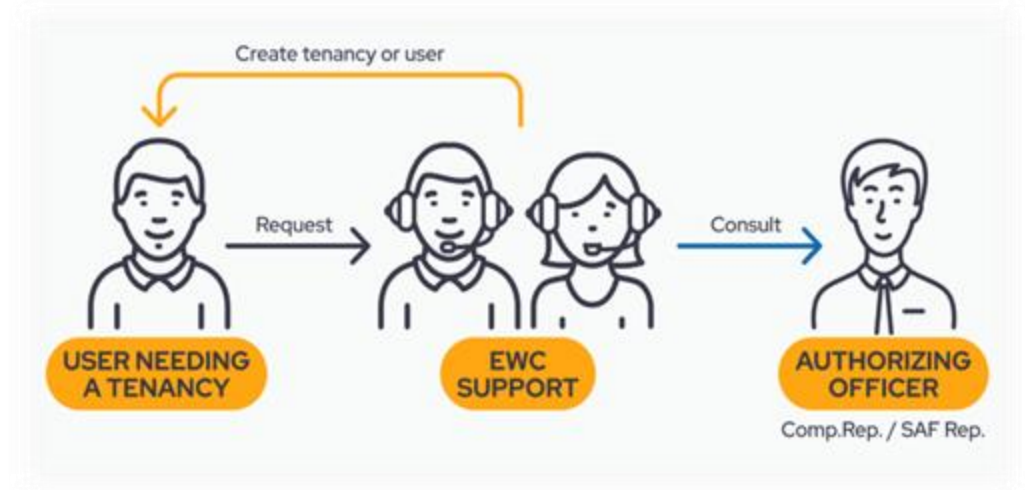 Create tenancy or user
Request
Consult
USER NEEDING
A TENANCY
EWC
SUPPORT
AUTHORIZING
OFFICER
Comp.Rep. / SAF Rep.